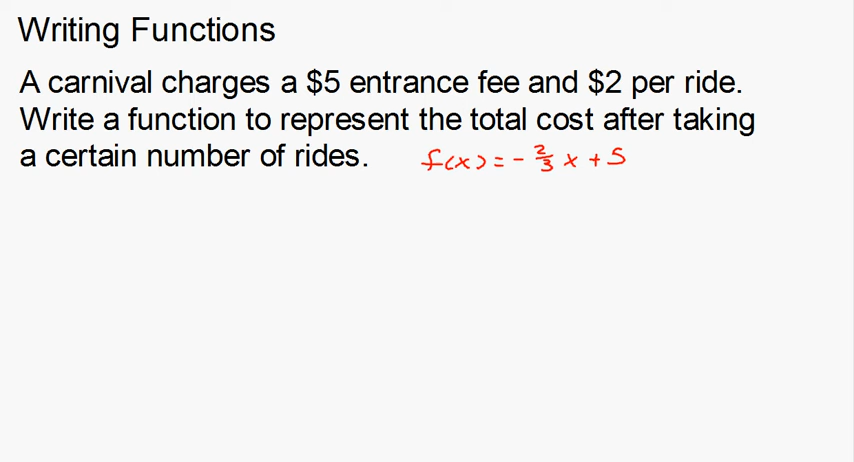 Writing Functions
A carnival charges a $5 entrance fee and $2 per ride.
Write a function to represent the total cost after taking
a certain number of rides. f(x) = - 2/3 x + 5